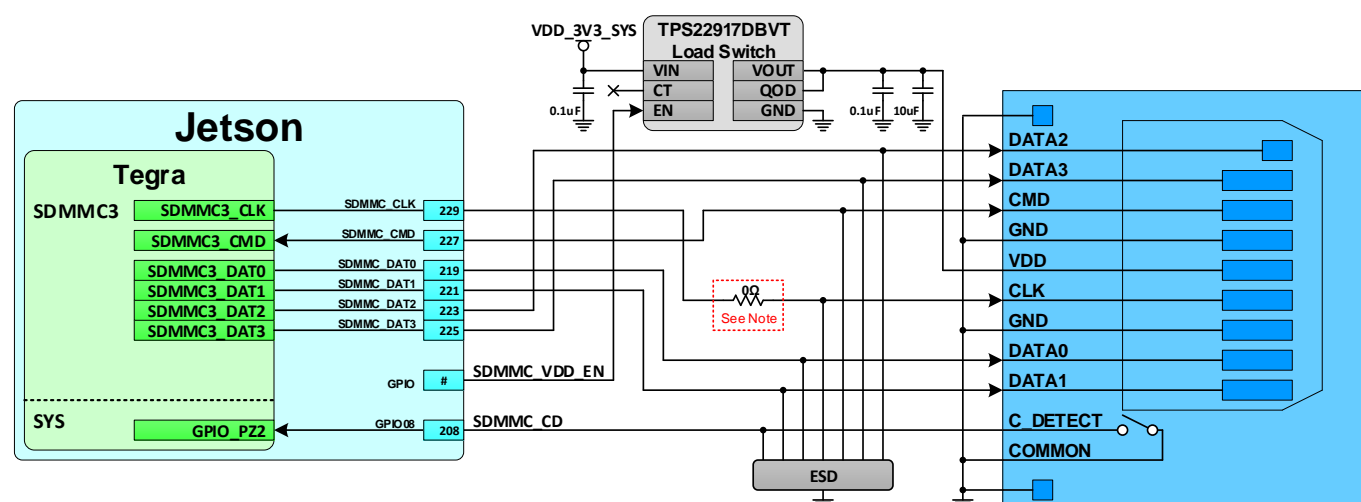 VDD_3V3_SYS
TPS22917DBVT
Load Switch
VIN
VOUT
CT
QOD
EN
GND
0.1uF
0.1uF
10uF
Jetson
Tegra
SDMMC3
SDMMC3_CLK
SDMMC_CLK
229
SDMMC3_CMD
SDMMC_CMD
227
SDMMC3_DAT0
SDMMC_DAT0
219
SDMMC3_DAT1
SDMMC_DAT1
221
SDMMC3_DAT2
SDMMC_DAT2
223
SDMMC3_DAT3
SDMMC_DAT3
225
GPIO
#
SDMMC_VDD_EN
SYS
GPIO_PZ2
GPIO08
208
SDMMC_CD
0Ω
See Note
ESD
DATA2
DATA3
CMD
GND
VDD
CLK
GND
DATA0
DATA1
C_DETECT
COMMON